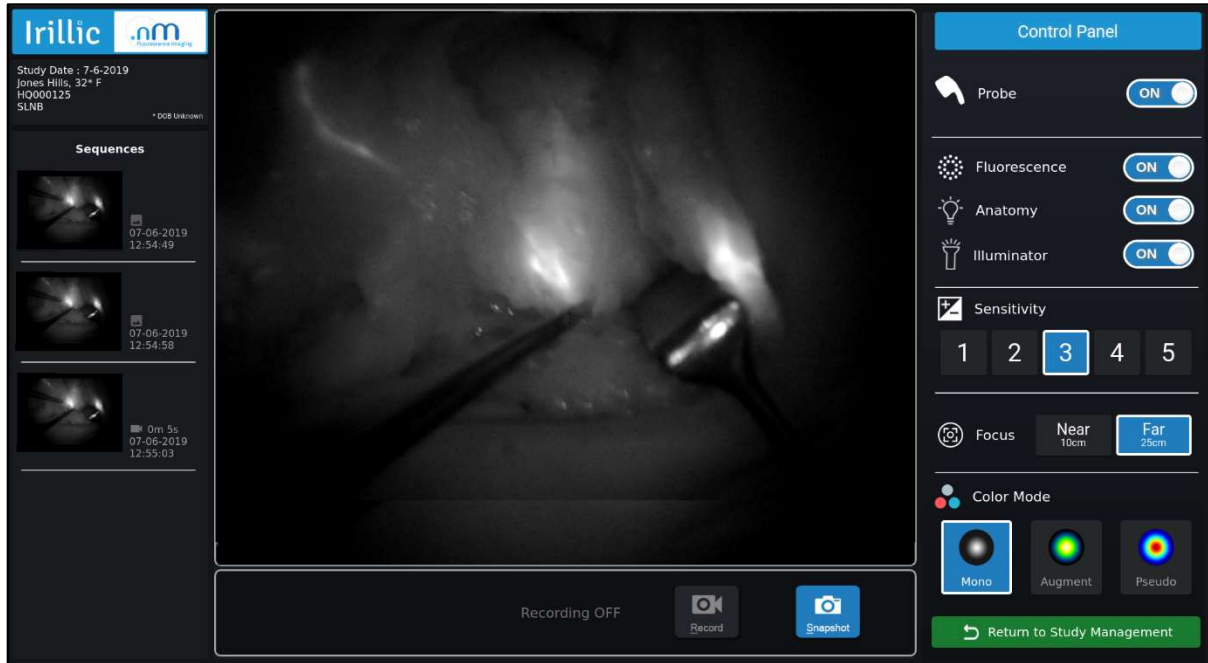 Irillic .nm
Fluorescence Imaging
Study Date : 7-6-2019
Jones Hills, 32* F
HQ000125
SLNB
* DOB Unknown
Sequences
07-06-2019
12:54:49
07-06-2019
12:54:58
0m 5s
07-06-2019
12:55:03
Recording OFF
Record
Snapshot
Control Panel
Probe ON
Fluorescence ON
Anatomy ON
Illuminator ON
Sensitivity
1 2 3 4 5
Focus
Near
10cm
Far
25cm
Color Mode
Mono Augment Pseudo
Return to Study Management